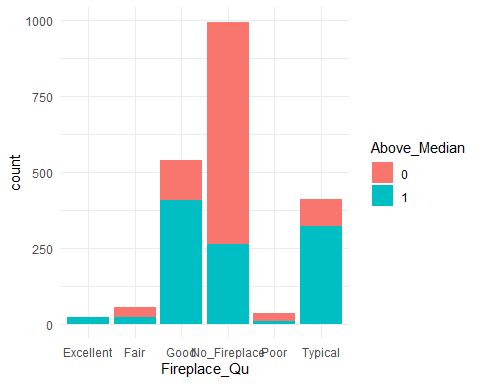 1000
750
500
250
0
count
Excellent Fair Good No_Fireplace Poor Typical
Fireplace_Qu
Above_Median
0
1